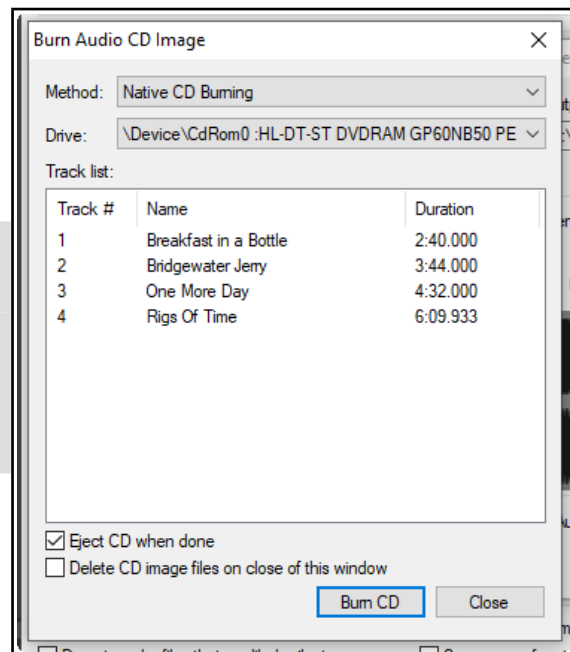 Burn Audio CD Image
Method: Native CD Burning
Drive: \Device\CdRom0 :HL-DT-ST DVDRAM GP60NB50 PE
Track list:
Track # Name Duration
1 Breakfast in a Bottle 2:40.000
2 Bridgewater Jerry 3:44.000
3 One More Day 4:32.000
4 Rigs Of Time 6:09.933
Eject CD when done
Delete CD image files on close of this window
Burn CD Close